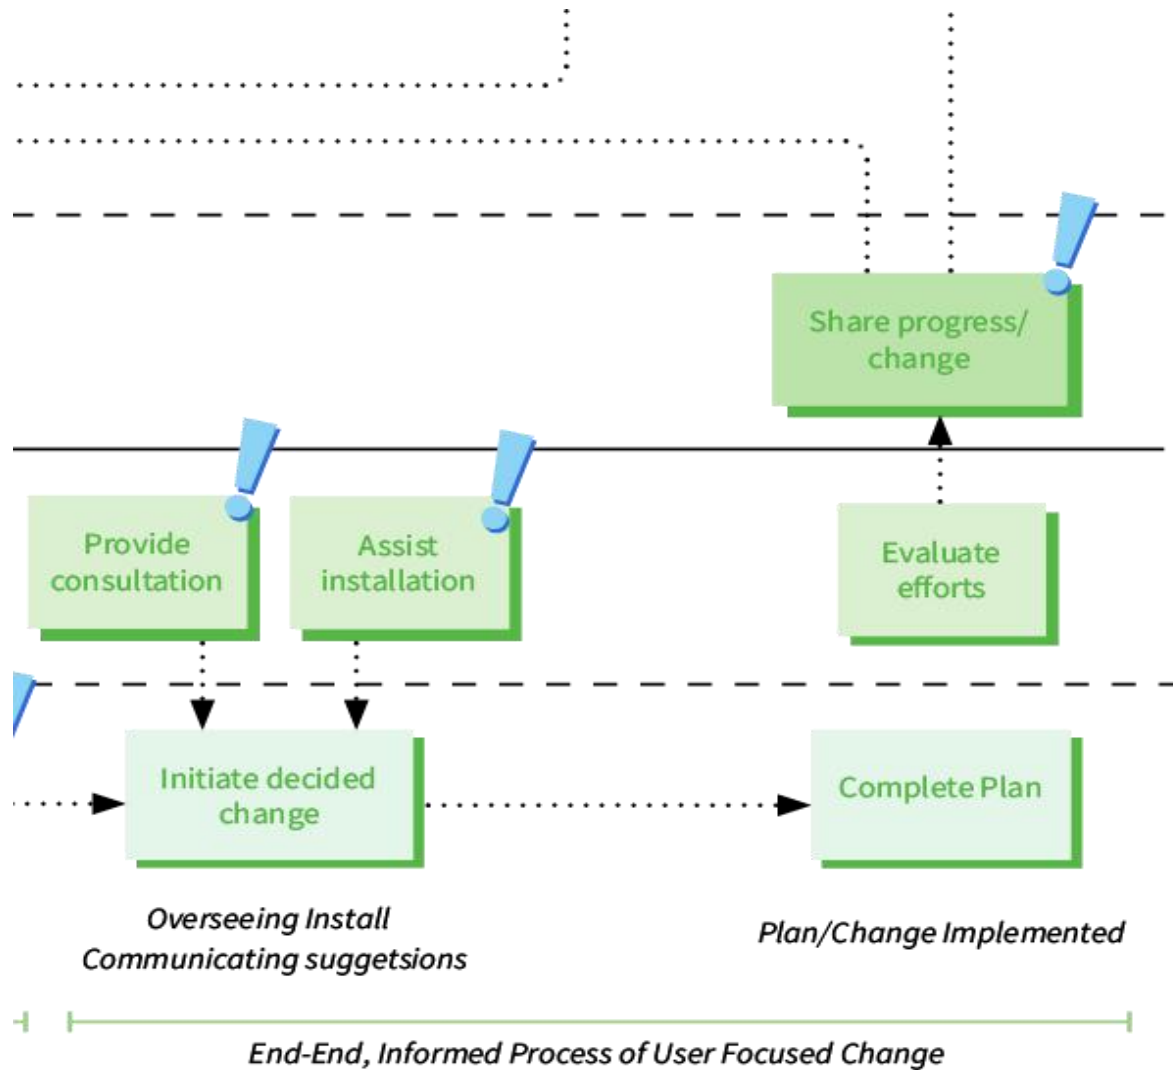 Share progress/
change
Provide
consultation
Assist
installation
Evaluate
efforts
Initiate decided
change
Complete Plan
Overseeing Install
Communicating suggetsions
Plan/Change Implemented
End-End, Informed Process of User Focused Change